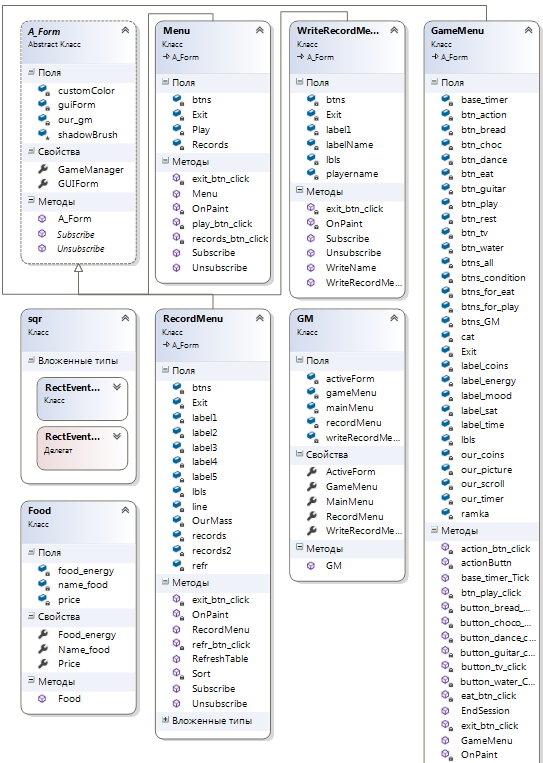 A_Form
Abstract Класс
Поля
customColor
guiForm
our_gm
shadowBrush
Свойства
GameManager
GUIForm
Методы
A_Form
Subscribe
Unsubscribe
Menu
Класс
A_Form
Поля
btns
Exit
Play
Records
Методы
exit_btn_click
Menu
OnPaint
play_btn_click
records_btn_click
Subscribe
Unsubscribe
WriteRecordMe...
Класс
A_Form
Поля
btns
Exit
label1
labelName
lbls
playername
Методы
exit_btn_click
OnPaint
Subscribe
Unsubscribe
WriteName
WriteRecordMe...
GameMenu
Класс
A_Form
Поля
base_timer
btn_action
btn_bread
btn_choc
btn_dance
btn_eat
btn_guitar
btn_play
btn_rest
btn_tv
btn_water
btns_all
btns_condition
btns_for_eat
btns_for_play
btns_GM
cat
Exit
label_coins
label_energy
label_mood
label_sat
label_time
lbls
our_coins
our_picture
our_scroll
our_timer
ramka
Методы
action_btn_click
actionButtn
base_timer_Tick
btn_play_click
button_bread_...
button_choco_...
button_dance_c...
button_guitar_c...
button_tv_click
button_water_C...
eat_btn_click
EndSession
exit_btn_click
GameMenu
OnPaint
sqr
Класс
Вложенные типы
RectEvent...
Класс
RectEvent...
Делегат
Food
Класс
Поля
food_energy
name_food
price
Свойства
Food_energy
Name_food
Price
Методы
Food
RecordMenu
Класс
A_Form
Поля
btns
Exit
label1
label2
label3
label4
label5
lbls
line
OurMass
records
records2
refr
Методы
exit_btn_click
OnPaint
RecordMenu
refr_btn_click
RefreshTable
Sort
Subscribe
Unsubscribe
Вложенные типы
GM
Класс
Поля
activeForm
gameMenu
mainMenu
recordMenu
writeRecordMe...
Свойства
ActiveForm
GameMenu
MainMenu
RecordMenu
WriteRecordMe...
Методы
GM